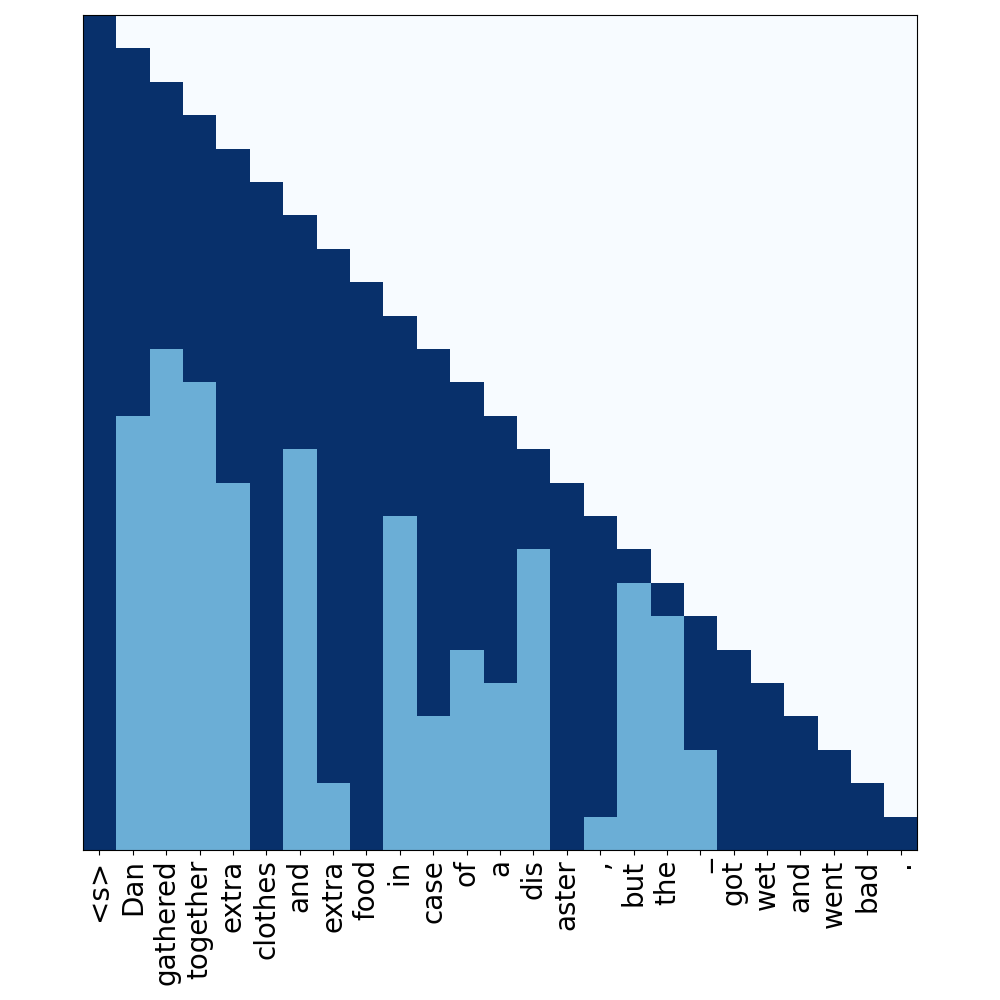 <s> Dan gathered together extra clothes and extra food in case of a dis aster , but the _ got wet and went bad .